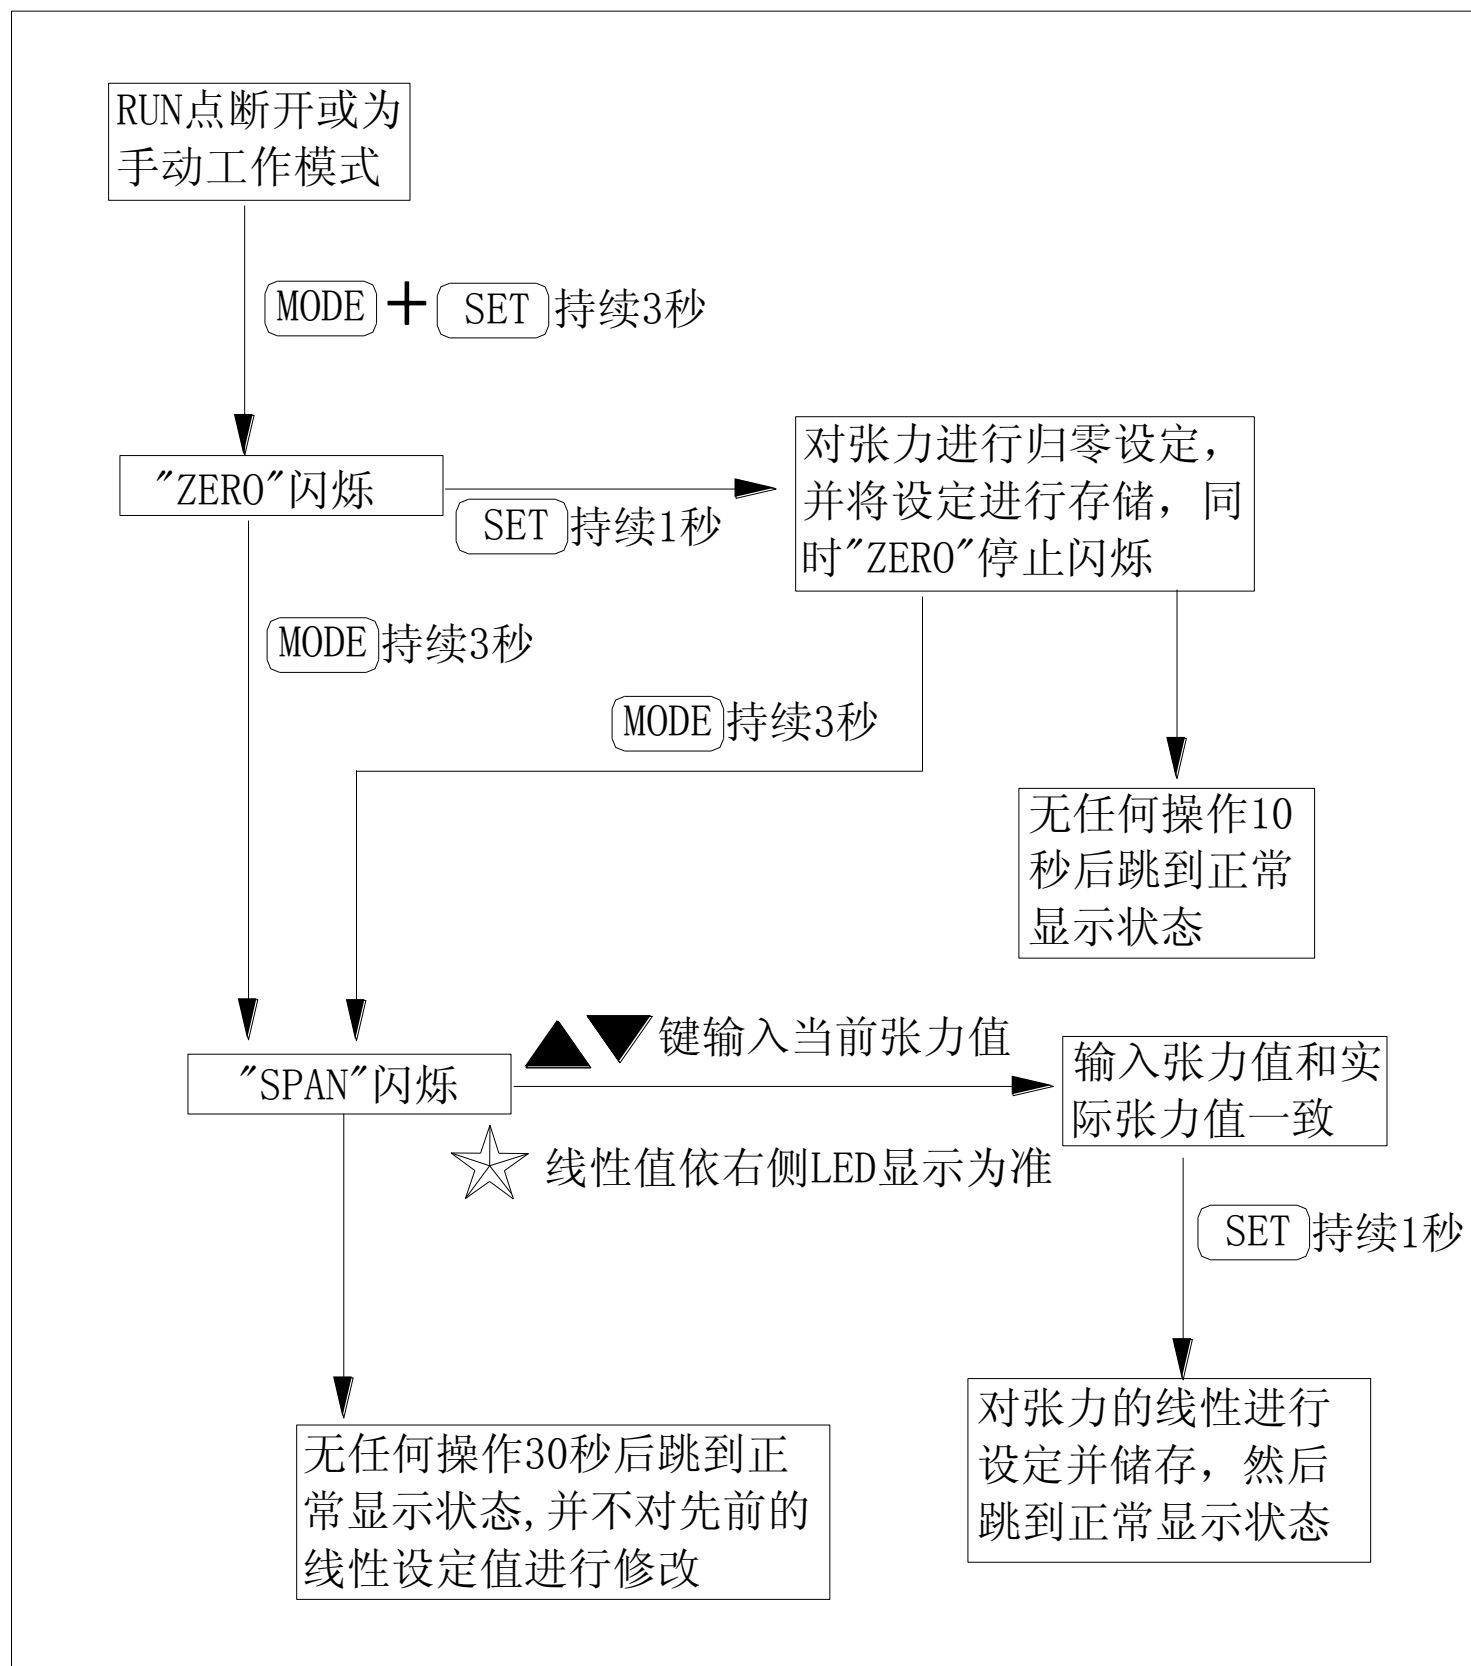 RUN点断开或为
手动工作模式
MODE + SET 持续3秒
"ZERO"闪烁
SET 持续1秒
对张力进行归零设定,
并将设定进行存储, 同
时"ZERO"停止闪烁
MODE 持续3秒
MODE 持续3秒
无任何操作10
秒后跳到正常
显示状态
"SPAN"闪烁
▲▼键输入当前张力值
☆ 线性值依右侧LED显示为准
输入张力值和实
际张力值一致
SET 持续1秒
无任何操作30秒后跳到正
常显示状态,并不对先前的
线性设定值进行修改
对张力的线性进行
设定并储存, 然后
跳到正常显示状态